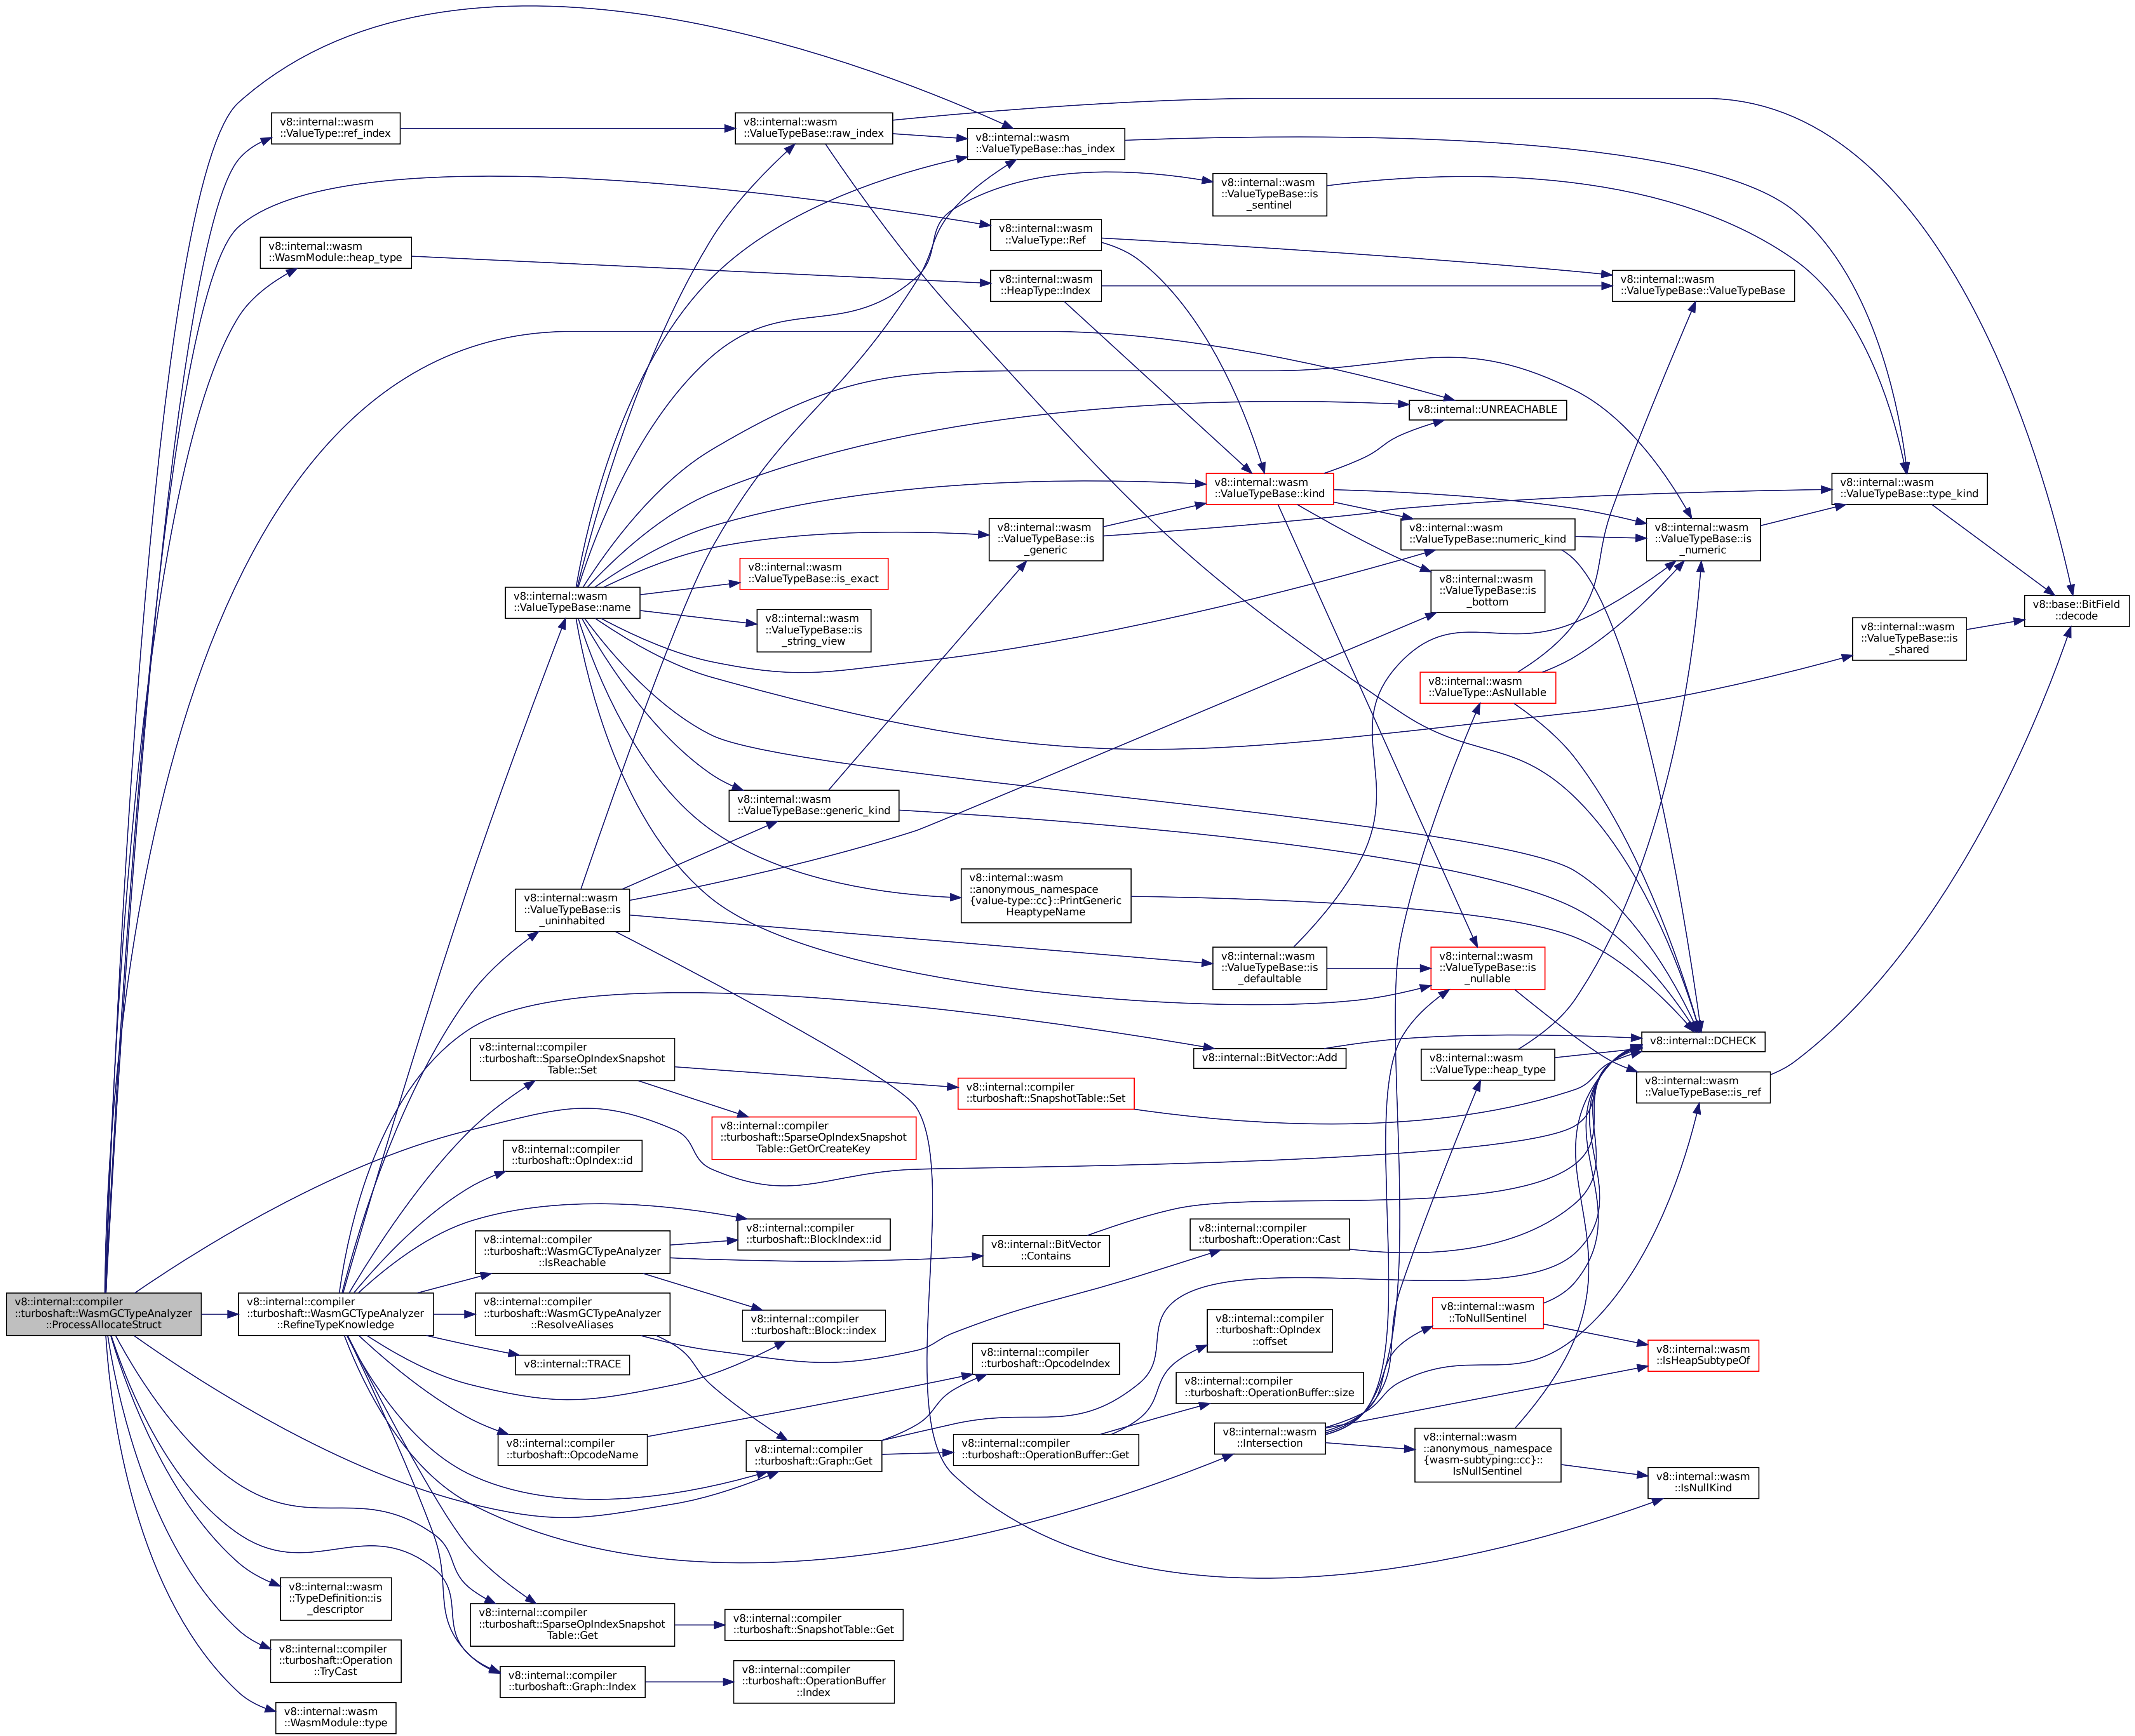 v8::internal::compiler
::turboshaft::WasmGCTypeAnalyzer
::ProcessAllocateStruct
v8::internal::wasm
::ValueType::ref_index
v8::internal::wasm
::WasmModule::heap_type
v8::internal::compiler
::turboshaft::WasmGCTypeAnalyzer
::RefineTypeKnowledge
v8::internal::wasm
::TypeDefinition::is
_descriptor
v8::internal::compiler
::turboshaft::Operation
::TryCast
v8::internal::wasm
::WasmModule::type
v8::internal::wasm
::ValueTypeBase::name
v8::internal::wasm
::ValueTypeBase::is
_uninhabited
v8::internal::compiler
::turboshaft::SparseOpIndexSnapshot
Table::Set
v8::internal::compiler
::turboshaft::OpIndex::id
v8::internal::compiler
::turboshaft::WasmGCTypeAnalyzer
::IsReachable
v8::internal::compiler
::turboshaft::WasmGCTypeAnalyzer
::ResolveAliases
v8::internal::TRACE
v8::internal::compiler
::turboshaft::OpcodeName
v8::internal::compiler
::turboshaft::SparseOpIndexSnapshot
Table::Get
v8::internal::compiler
::turboshaft::Graph::Index
v8::internal::wasm
::ValueTypeBase::raw_index
v8::internal::wasm
::ValueTypeBase::is_exact
v8::internal::wasm
::ValueTypeBase::is
_string_view
v8::internal::wasm
::ValueTypeBase::generic_kind
v8::internal::compiler
::turboshaft::SparseOpIndexSnapshot
Table::GetOrCreateKey
v8::internal::compiler
::turboshaft::BlockIndex::id
v8::internal::compiler
::turboshaft::Block::index
v8::internal::compiler
::turboshaft::Graph::Get
v8::internal::compiler
::turboshaft::SnapshotTable::Get
v8::internal::compiler
::turboshaft::OperationBuffer
::Index
v8::internal::wasm
::ValueTypeBase::has_index
v8::internal::wasm
::ValueType::Ref
v8::internal::wasm
::HeapType::Index
v8::internal::wasm
::ValueTypeBase::is
_generic
v8::internal::wasm
::anonymous_namespace
{value-type::cc}::PrintGeneric
HeaptypeName
v8::internal::compiler
::turboshaft::SnapshotTable::Set
v8::internal::BitVector
::Contains
v8::internal::compiler
::turboshaft::OpcodeIndex
v8::internal::compiler
::turboshaft::OperationBuffer::Get
v8::internal::wasm
::ValueTypeBase::is
_sentinel
v8::internal::wasm
::ValueTypeBase::kind
v8::internal::wasm
::ValueTypeBase::is
_defaultable
v8::internal::BitVector::Add
v8::internal::compiler
::turboshaft::Operation::Cast
v8::internal::compiler
::turboshaft::OpIndex
::offset
v8::internal::compiler
::turboshaft::OperationBuffer::size
v8::internal::wasm
::Intersection
v8::internal::UNREACHABLE
v8::internal::wasm
::ValueTypeBase::numeric_kind
v8::internal::wasm
::ValueTypeBase::is
_bottom
v8::internal::wasm
::ValueType::AsNullable
v8::internal::wasm
::ValueTypeBase::is
_nullable
v8::internal::wasm
::ValueType::heap_type
v8::internal::wasm
::ToNullSentinel
v8::internal::wasm
::anonymous_namespace
{wasm-subtyping::cc}::
IsNullSentinel
v8::internal::wasm
::ValueTypeBase::ValueTypeBase
v8::internal::wasm
::ValueTypeBase::is
_numeric
v8::internal::DCHECK
v8::internal::wasm
::ValueTypeBase::is_ref
v8::internal::wasm
::IsHeapSubtypeOf
v8::internal::wasm
::IsNullKind
v8::internal::wasm
::ValueTypeBase::type_kind
v8::internal::wasm
::ValueTypeBase::is
_shared
v8::base::BitField
::decode